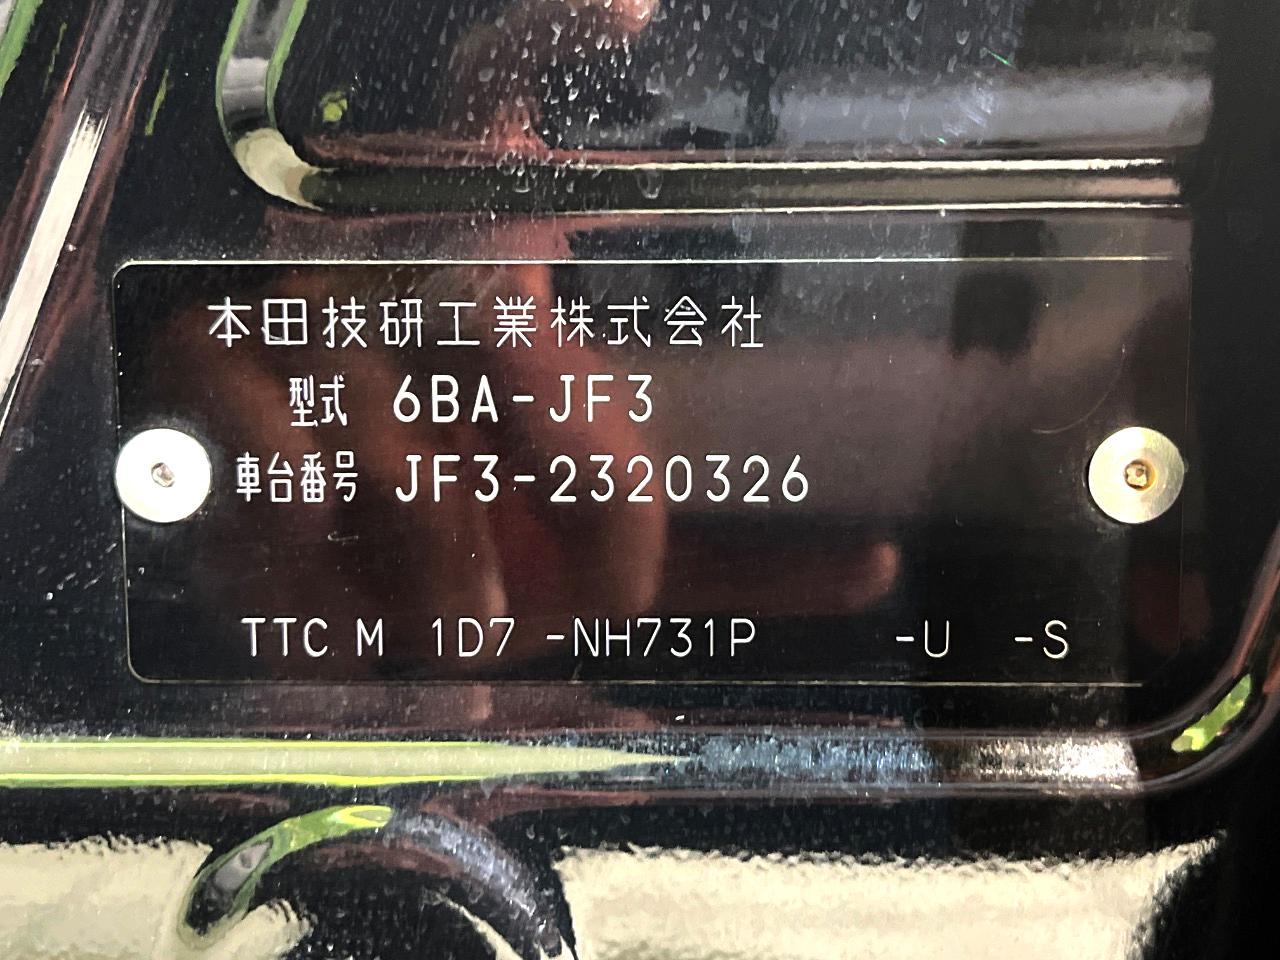 本田技研工業株式会社
型式 6BA-JF3
車台番号 JF3-2320326
TTC M 1D7 -NH731P -U -S